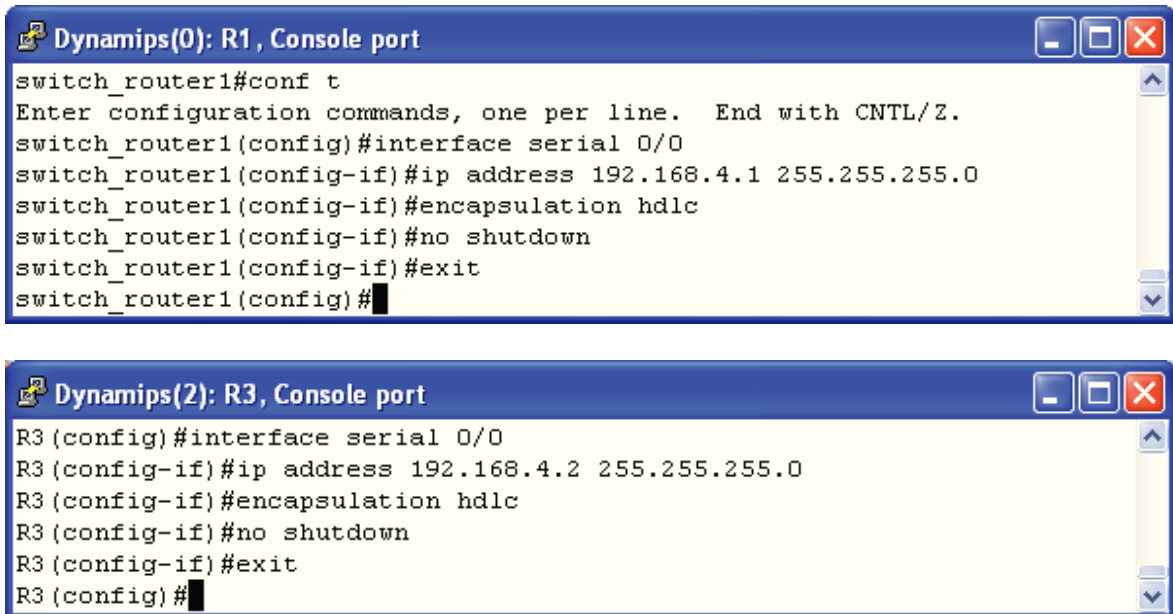 Dynamips(0): R1, Console port
switch_router1#conf t
Enter configuration commands, one per line.  End with CNTL/Z.
switch_router1(config)#interface serial 0/0
switch_router1(config-if)#ip address 192.168.4.1 255.255.255.0
switch_router1(config-if)#encapsulation hdlc
switch_router1(config-if)#no shutdown
switch_router1(config-if)#exit
switch_router1(config)#
Dynamips(2): R3, Console port
R3(config)#interface serial 0/0
R3(config-if)#ip address 192.168.4.2 255.255.255.0
R3(config-if)#encapsulation hdlc
R3(config-if)#no shutdown
R3(config-if)#exit
R3(config)#